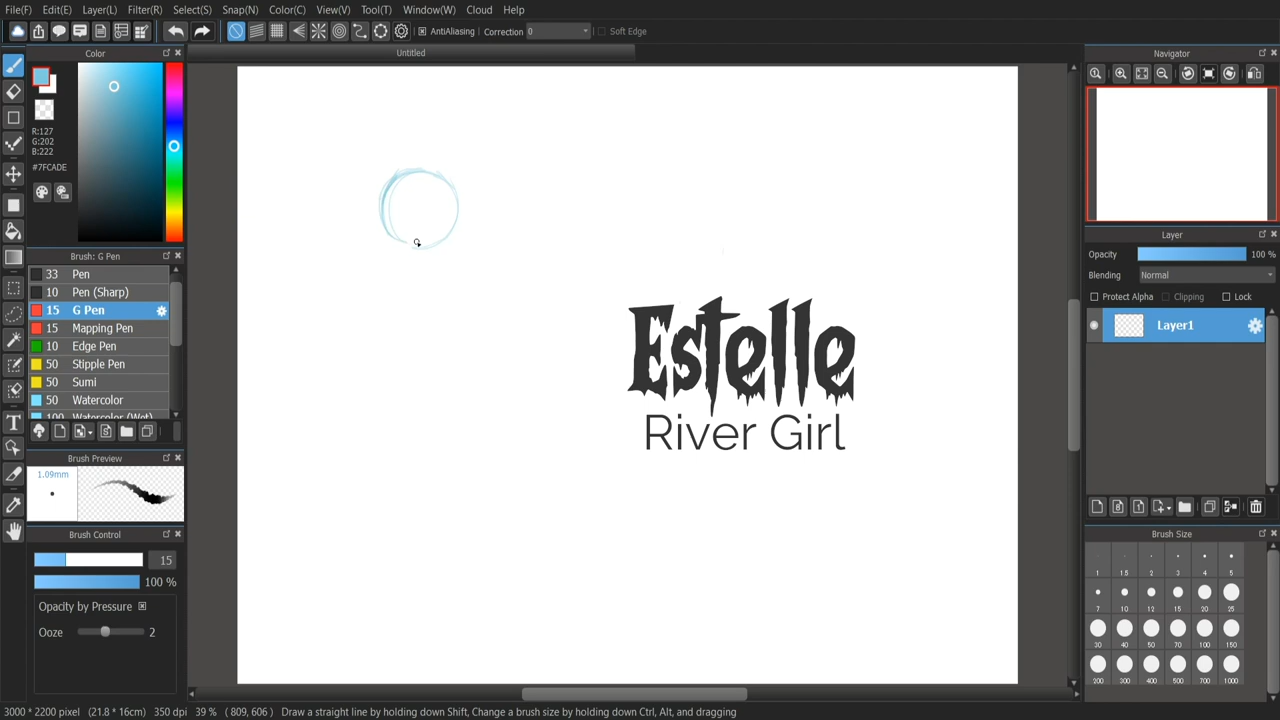 File(F) Edit(E) Layer(L) Filter(R) Select(S) Snap(N) Color(C) View(V) Tool(T) Window(W) Cloud Help
AntiAliasing Correction 0 Soft Edge
Color Untitled Navigator
R:127
G:202
B:222
#7FCADE
Brush: G Pen
33 Pen
10 Pen (Sharp)
15 G Pen
15 Mapping Pen
10 Edge Pen
50 Stipple Pen
50 Sumi
50 Watercolor
100 Watercolor (Wet)
Brush Preview
1.09mm
Brush Control
15
100 %
Opacity by Pressure
Ooze 2
Estelle
River Girl
Layer
Opacity 100 %
Blending Normal
Protect Alpha Clipping Lock
Layer1
Brush Size
1 1.5 2 3 4 5
7 10 12 15 20 25
30 40 50 70 100 150
200 300 400 500 700 1000
3000 * 2200 pixel (21.8 * 16cm) 350 dpi 39 % ( 809, 606 ) Draw a straight line by holding down Shift, Change a brush size by holding down Ctrl, Alt, and dragging